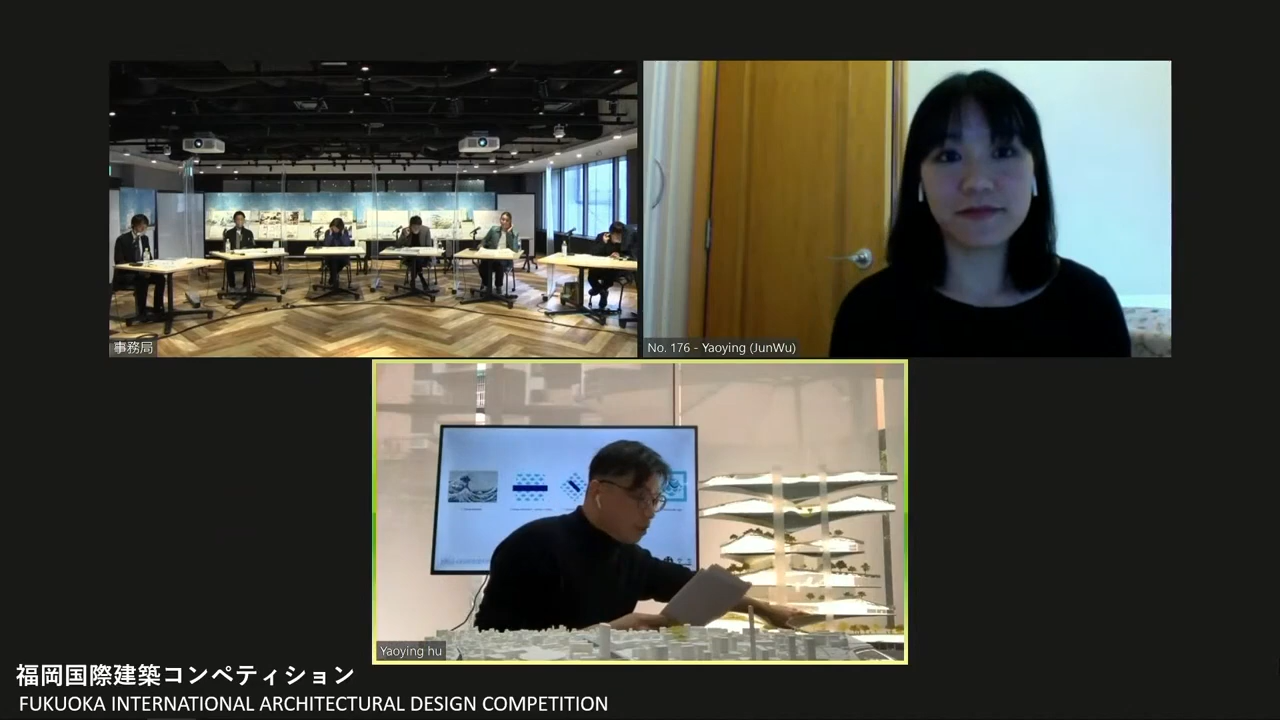 事務局
No. 176 - Yaoying (JunWu)
Yaoying hu
福岡国際建築コンペティション
FUKUOKA INTERNATIONAL ARCHITECTURAL DESIGN COMPETITION